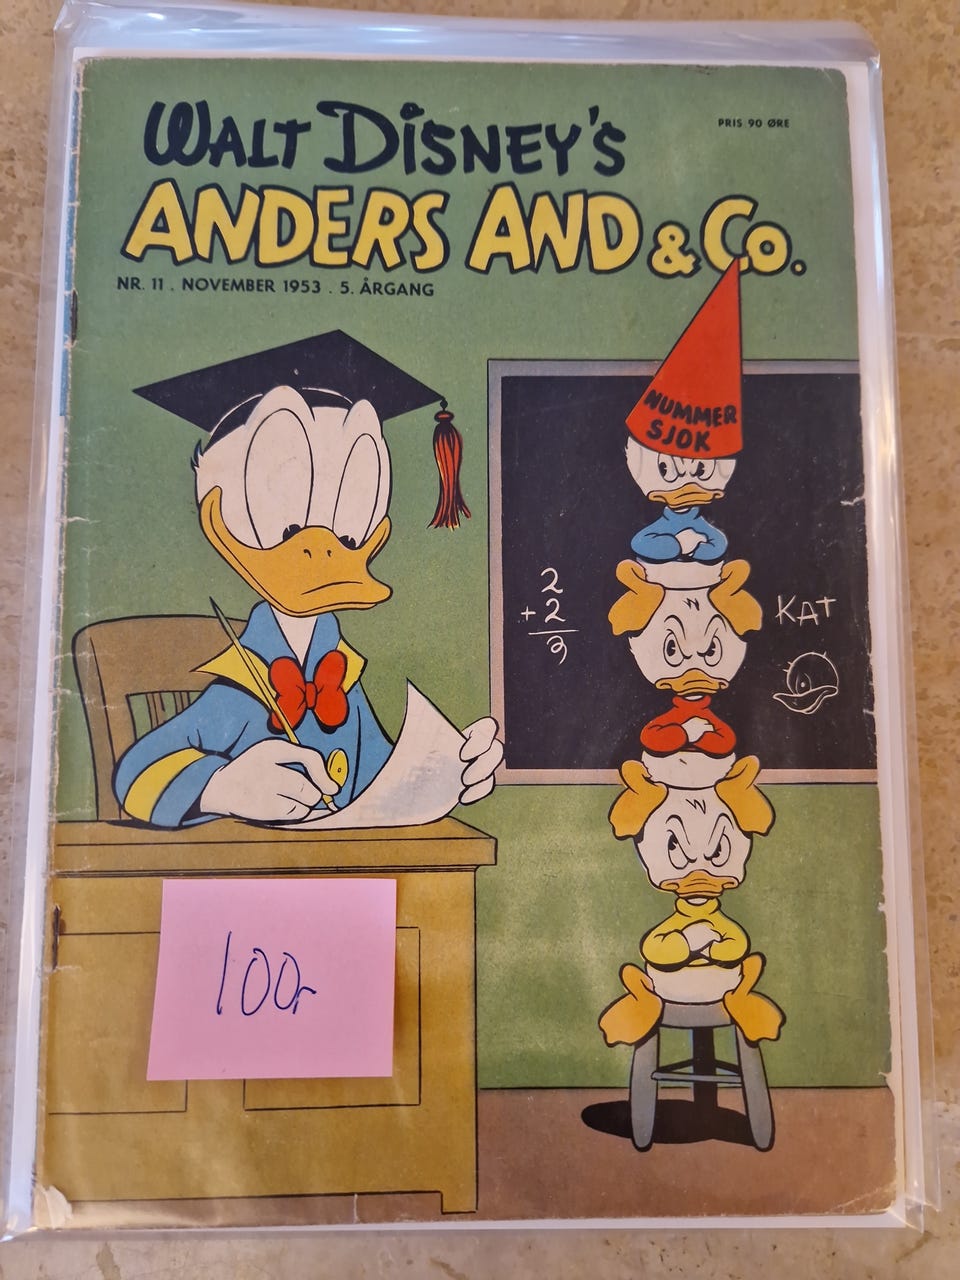 WALT DISNEY'S
PRIS 90 ØRE
ANDERS AND & Co.
NR. 11 . NOVEMBER 1953 . 5. ÅRGANG
NUMMER
SJOK
2
+ 2
3
KAT
100,-